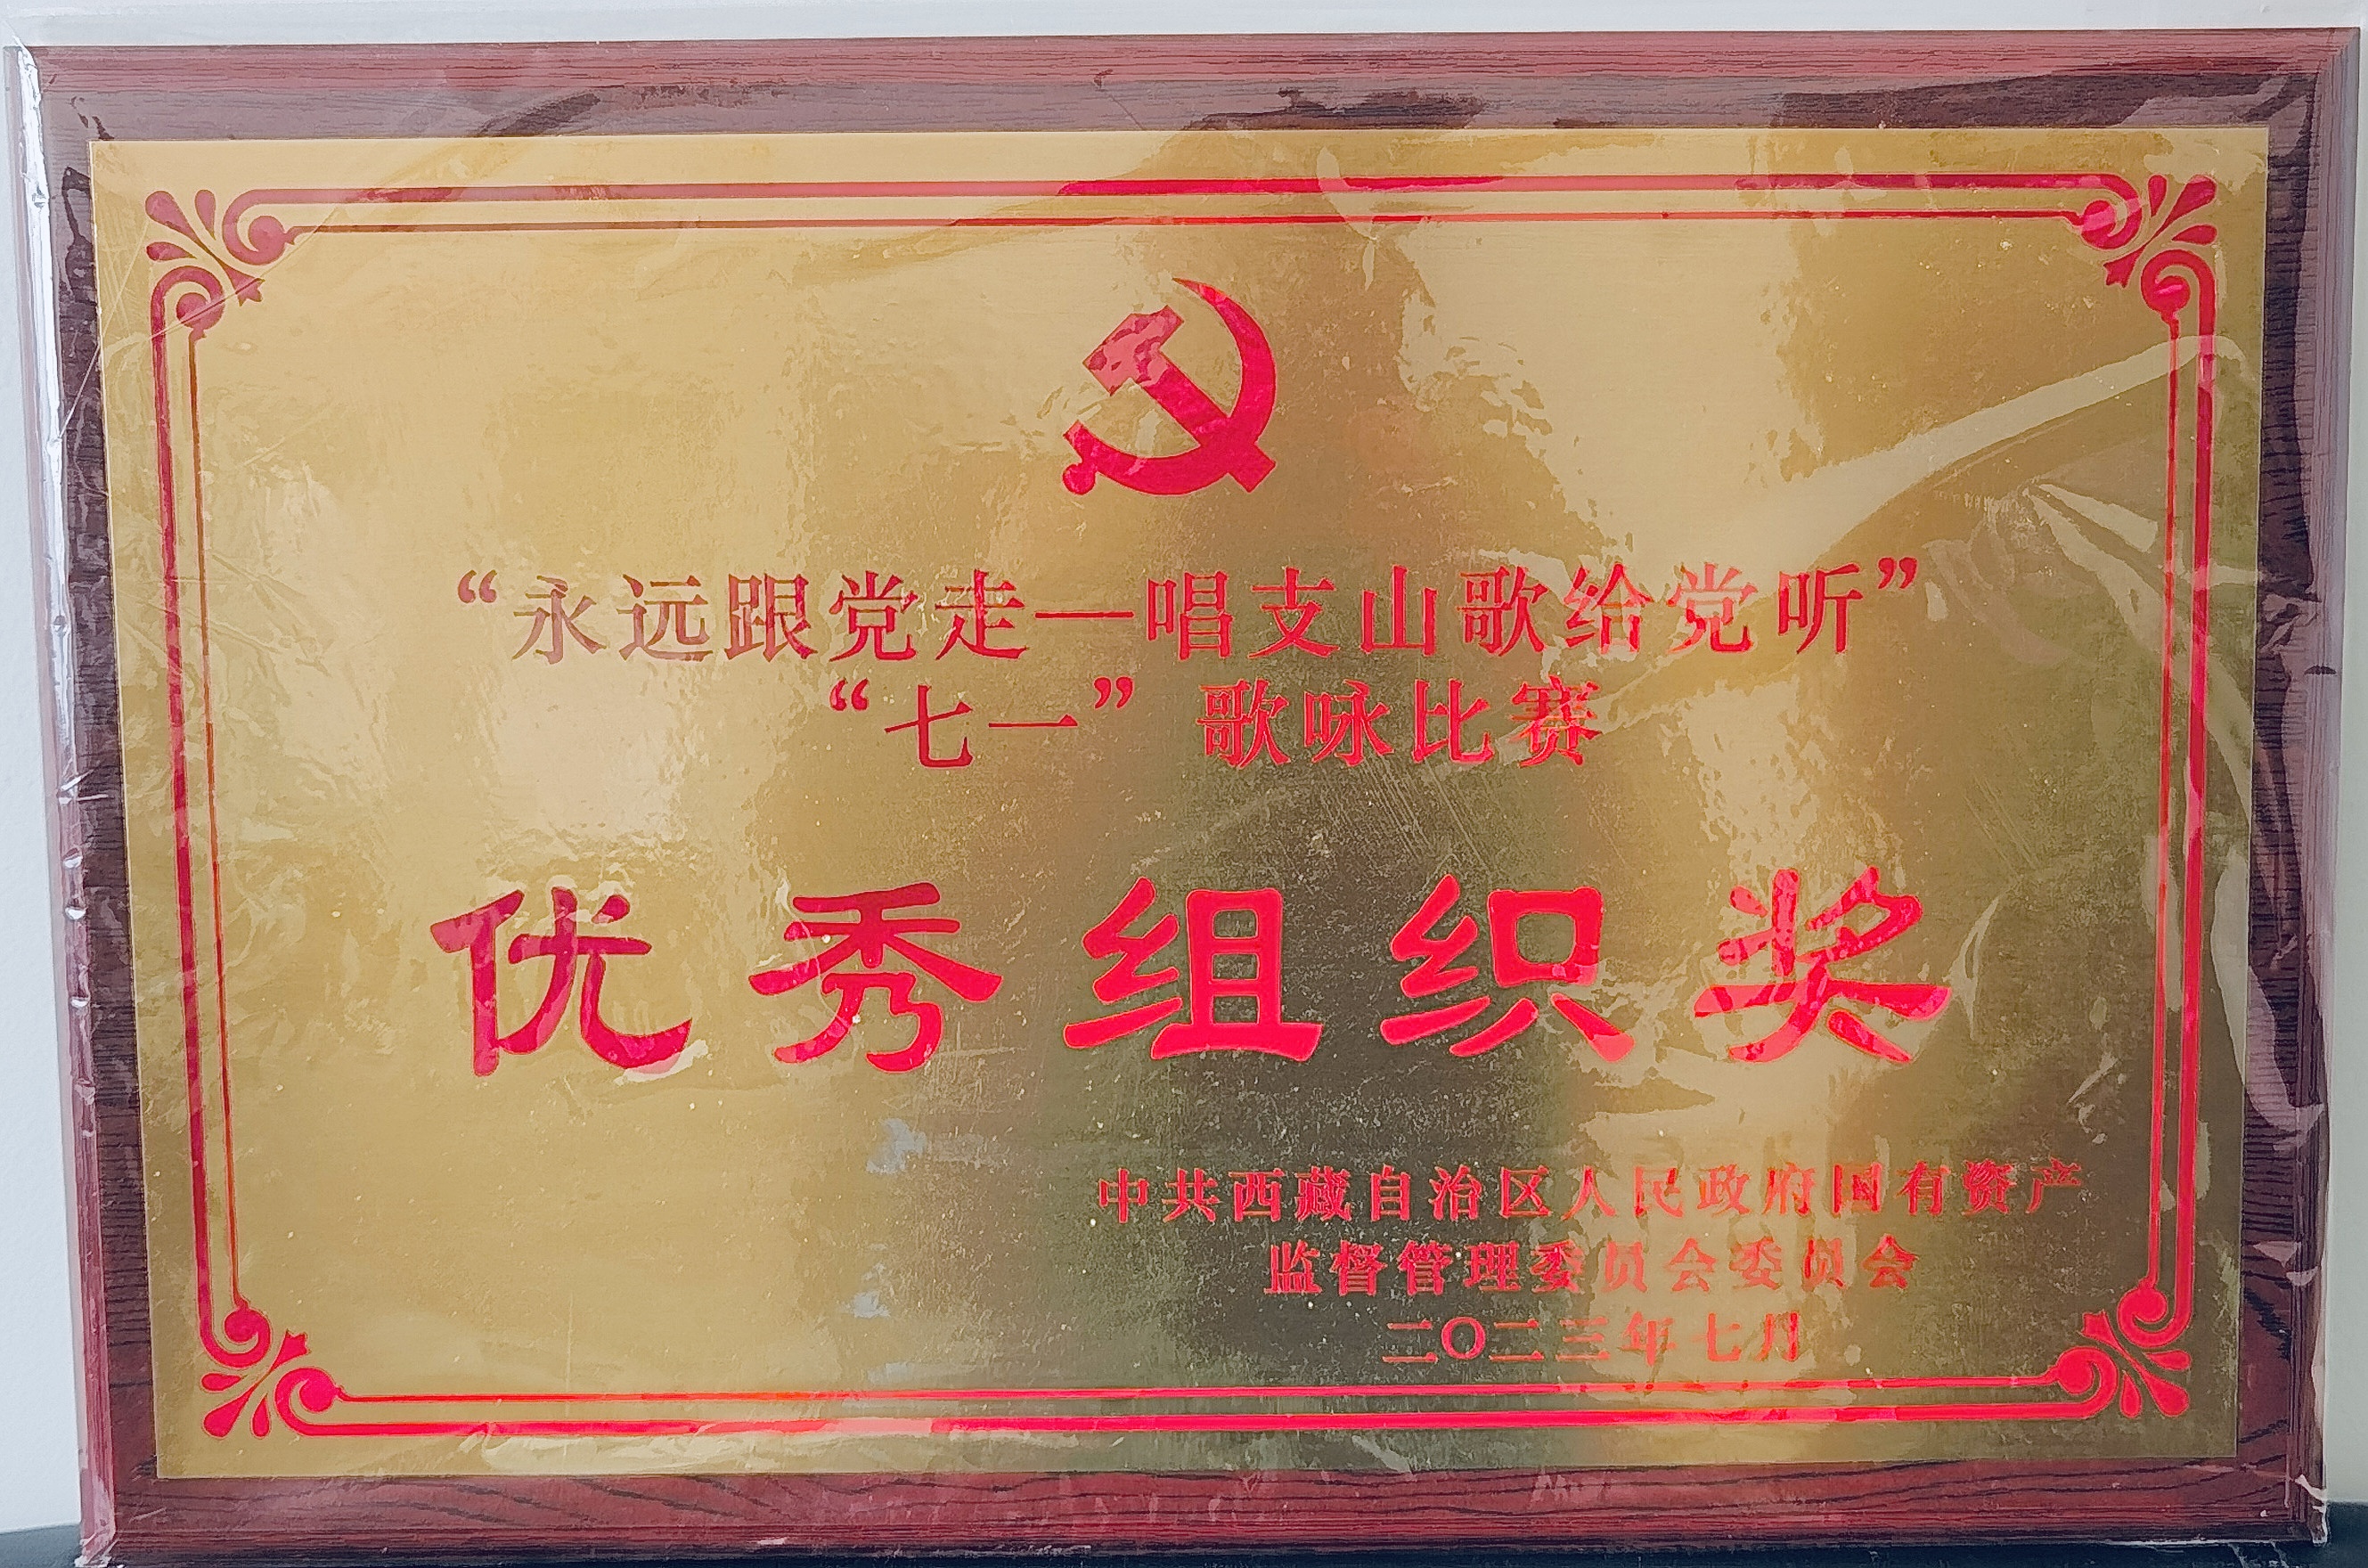 “永远跟党走—唱支山歌给党听”
“七一”歌咏比赛
优秀组织奖
中共西藏自治区人民政府国有资产
监督管理委员会委员会
二〇二三年七月